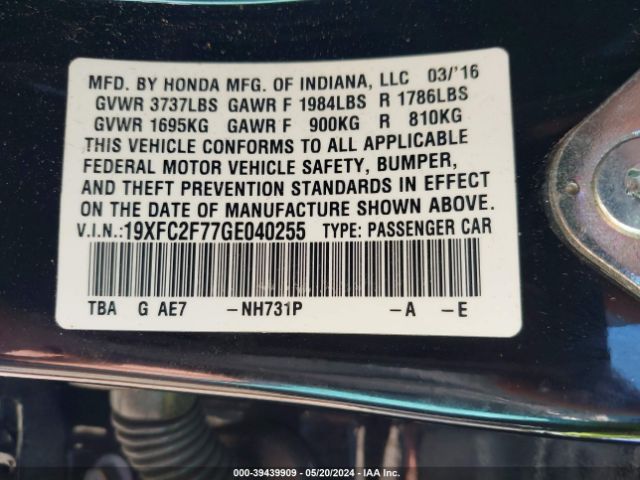 MFD. BY HONDA MFG. OF INDIANA, LLC 03/'16
GVWR 3737LBS GAWR F 1984LBS R 1786LBS
GVWR 1695KG GAWR F 900KG R 810KG
THIS VEHICLE CONFORMS TO ALL APPLICABLE
FEDERAL MOTOR VEHICLE SAFETY, BUMPER,
AND THEFT PREVENTION STANDARDS IN EFFECT
ON THE DATE OF MANUFACTURE SHOWN ABOVE.
V.I.N.:19XFC2F77GE040255 TYPE: PASSENGER CAR
TBA G AE7 -NH731P -A -E
000-39439909 - 05/20/2024 - IAA Inc.